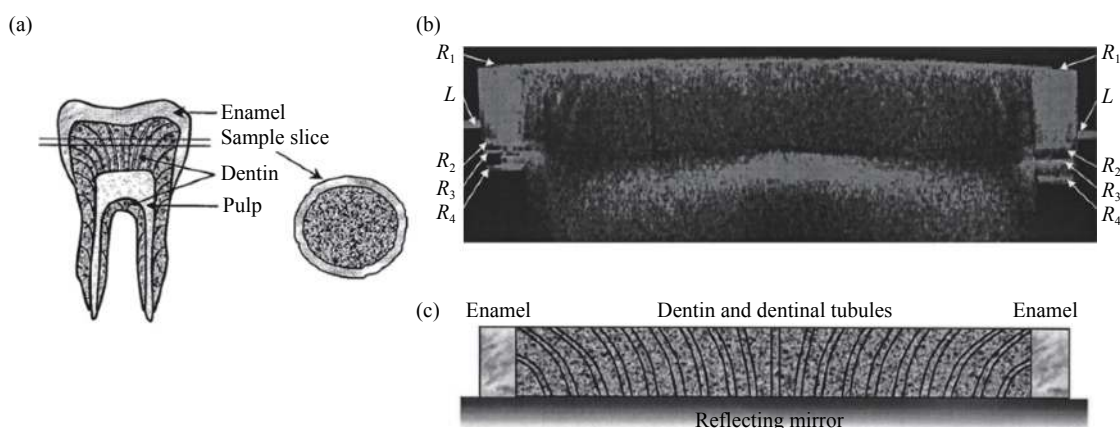 (a)
Enamel
Sample slice
Dentin
Pulp
(b)
R1
R1
L
L
R2
R2
R3
R3
R4
R4
(c)
Enamel
Dentin and dentinal tubules
Enamel
Reflecting mirror